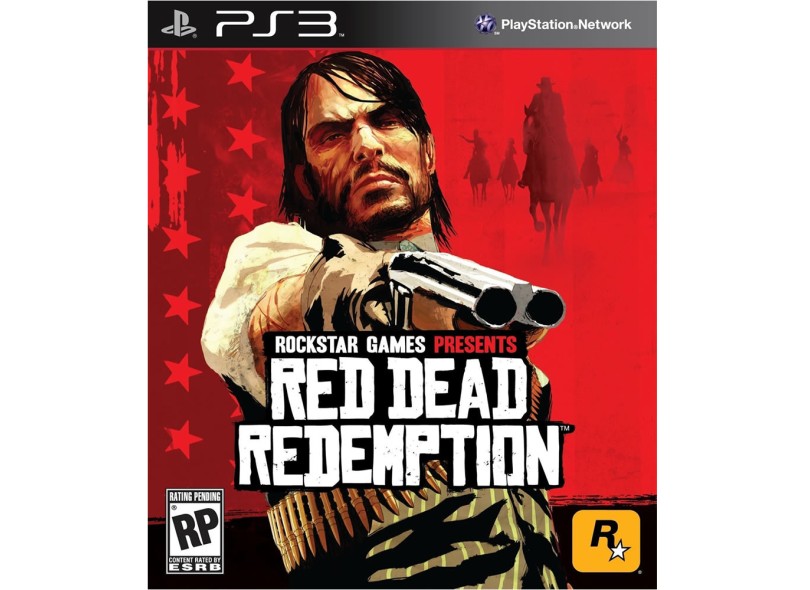 PS3
PlayStation®Network
ROCKSTAR GAMES PRESENTS
RED DEAD
REDEMPTION™
RATING PENDING
RP
®
CONTENT RATED BY
ESRB
R